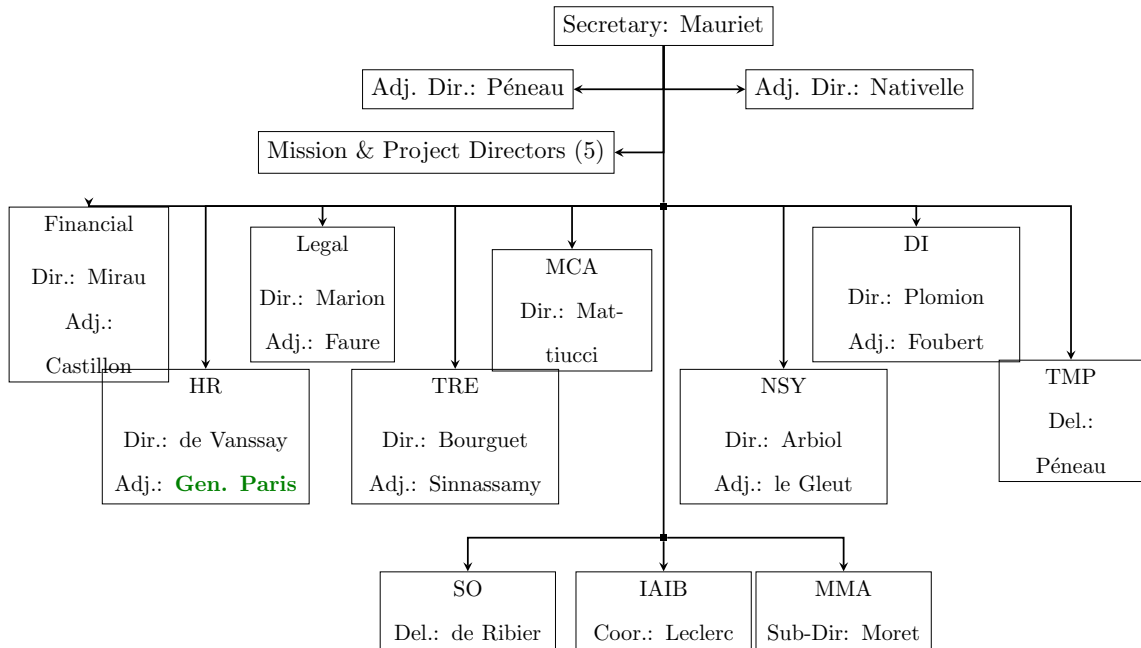 Secretary: Mauriet
Adj. Dir.: Péneau
Adj. Dir.: Nativelle
Mission & Project Directors (5)
Financial
Dir.: Mirau
Adj.:
Castillon
Legal
Dir.: Marion
Adj.: Faure
MCA
Dir.: Mat-
tiucci
DI
Dir.: Plomion
Adj.: Foubert
HR
Dir.: de Vanssay
Adj.: Gen. Paris
TRE
Dir.: Bourguet
Adj.: Sinnassamy
NSY
Dir.: Arbiol
Adj.: le Gleut
TMP
Del.:
Péneau
SO
Del.: de Ribier
IAIB
Coor.: Leclerc
MMA
Sub-Dir: Moret